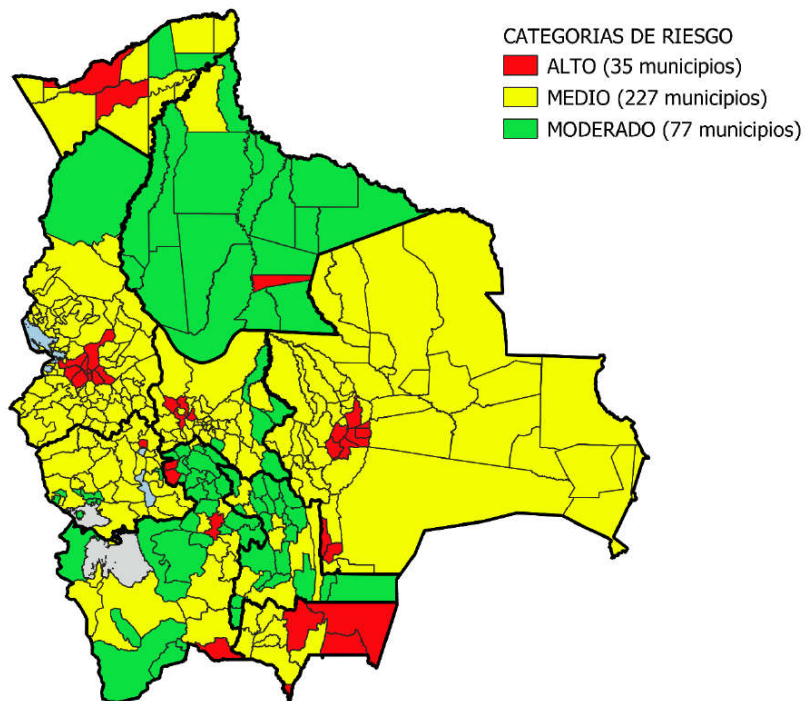 CATEGORIAS DE RIESGO
ALTO (35 municipios)
MEDIO (227 municipios)
MODERADO (77 municipios)